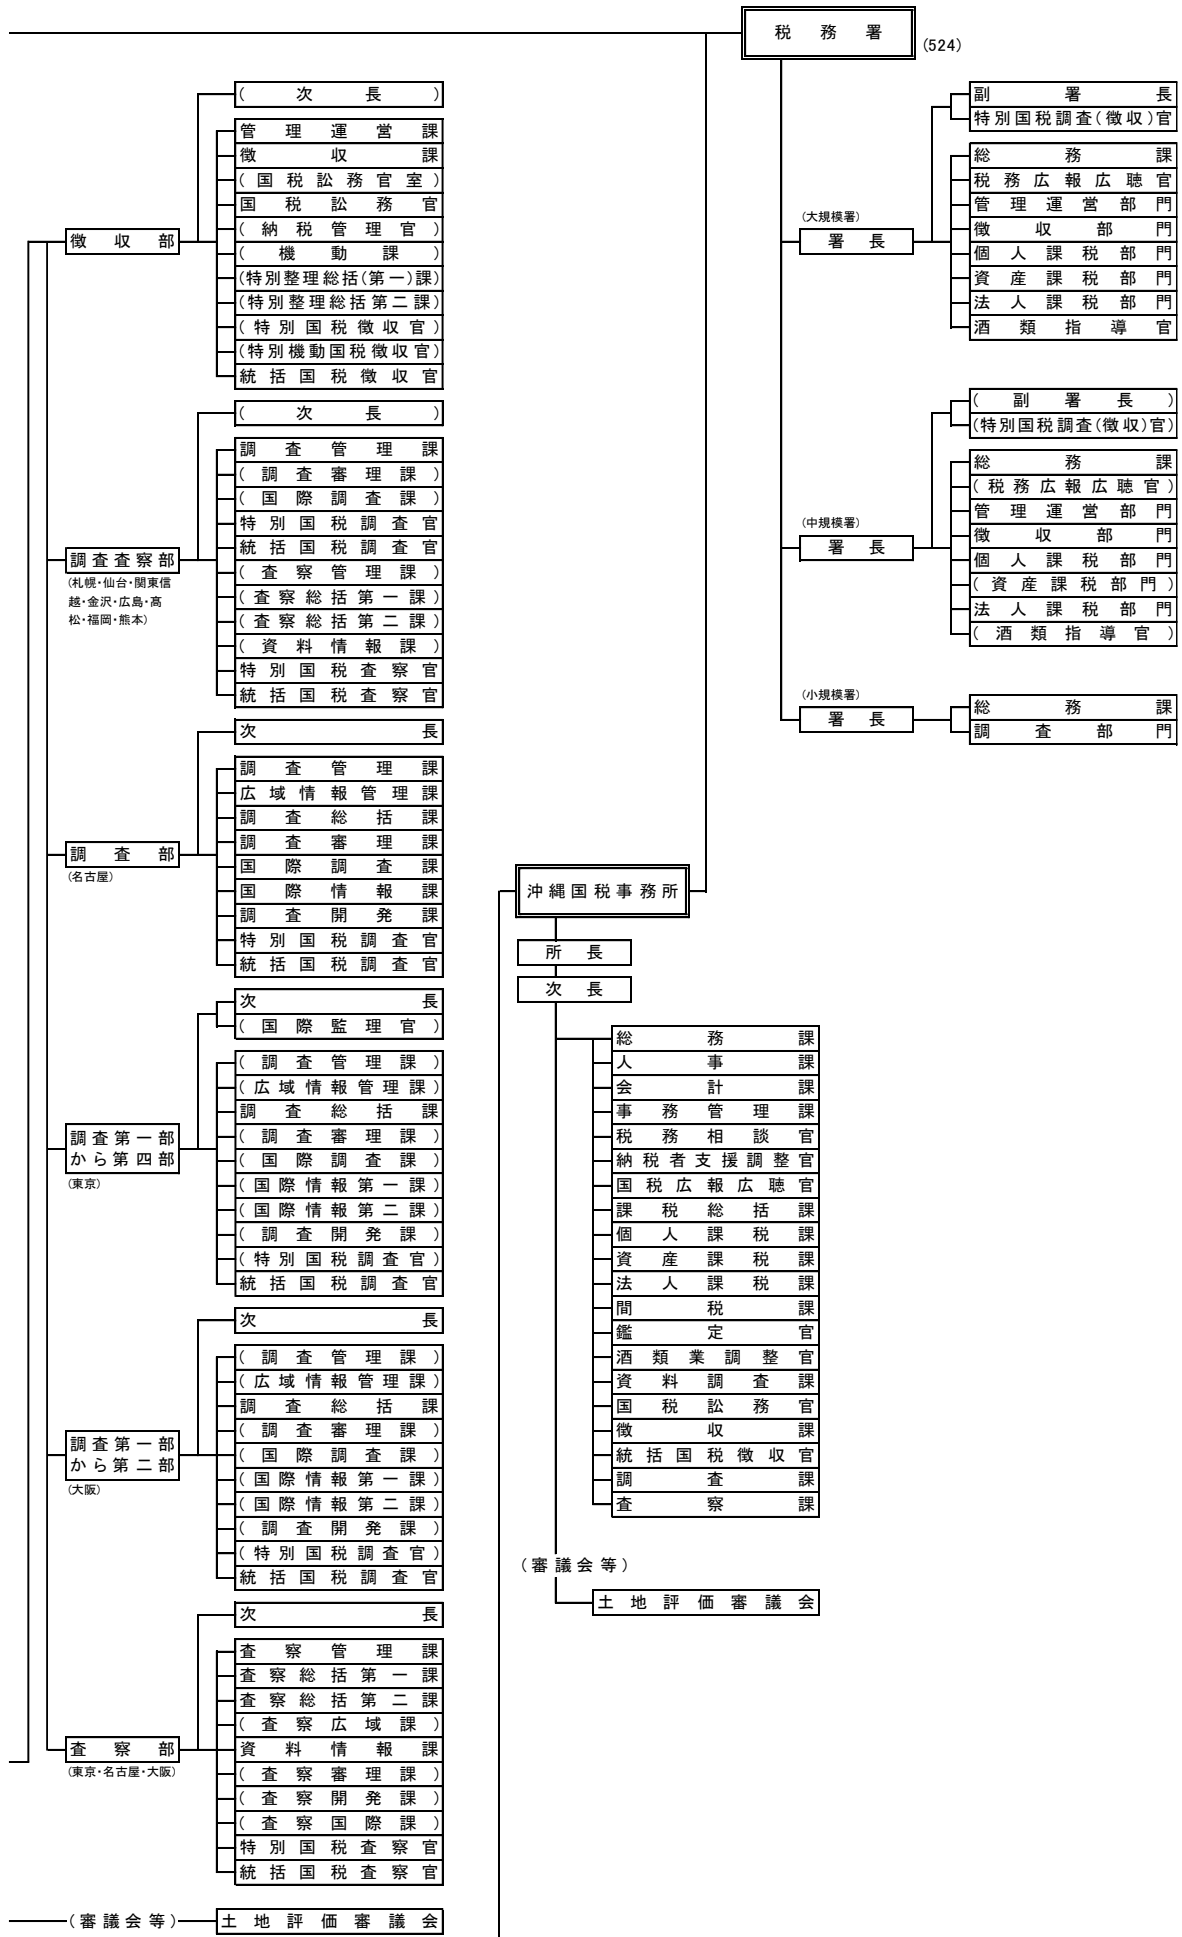 税務署
(524)
徴収部
(次長)
管理運営課
徴収課
(国税訟務官室)
国税訟務官
(納税管理官)
(機動課)
(特別整理総括(第一)課)
(特別整理総括第二課)
(特別国税徴収官)
(特別機動国税徴収官)
統括国税徴収官
調査査察部
(札幌・仙台・関東信
越・金沢・広島・高
松・福岡・熊本)
(次長)
調査管理課
(調査審理課)
(国際調査課)
特別国税調査官
統括国税調査官
(査察管理課)
(査察総括第一課)
(査察総括第二課)
(資料情報課)
特別国税査察官
統括国税査察官
調査部
(名古屋)
次長
調査管理課
広域情報管理課
調査総括課
調査審理課
国際調査課
国際情報課
調査開発課
特別国税調査官
統括国税調査官
調査第一部
から第四部
(東京)
次長
(国際監理官)
(調査管理課)
(広域情報管理課)
調査総括課
(調査審理課)
(国際調査課)
(国際情報第一課)
(国際情報第二課)
(調査開発課)
(特別国税調査官)
統括国税調査官
調査第一部
から第二部
(大阪)
次長
(調査管理課)
(広域情報管理課)
調査総括課
(調査審理課)
(国際調査課)
(国際情報第一課)
(国際情報第二課)
(調査開発課)
(特別国税調査官)
統括国税調査官
査察部
(東京・名古屋・大阪)
次長
査察管理課
査察総括第一課
査察総括第二課
(査察広域課)
資料情報課
(査察審理課)
(査察開発課)
(査察国際課)
特別国税査察官
統括国税査察官
(審議会等)
土地評価審議会
(大規模署)
署長
副署長
特別国税調査(徴収)官
総務課
税務広報広聴官
管理運営部門
徴収部門
個人課税部門
資産課税部門
法人課税部門
酒類指導官
(中規模署)
署長
(副署長)
(特別国税調査(徴収)官)
総務課
(税務広報広聴官)
管理運営部門
徴収部門
個人課税部門
(資産課税部門)
法人課税部門
(酒類指導官)
(小規模署)
署長
総務課
調査部門
沖縄国税事務所
所長
次長
総務課
人事課
会計課
事務管理課
税務相談官
納税者支援調整官
国税広報広聴官
課税総括課
個人課税課
資産課税課
法人課税課
間税課
鑑定官
酒類業調整官
資料調査課
国税訟務官
徴収課
統括国税徴収官
調査課
査察課
(審議会等)
土地評価審議会